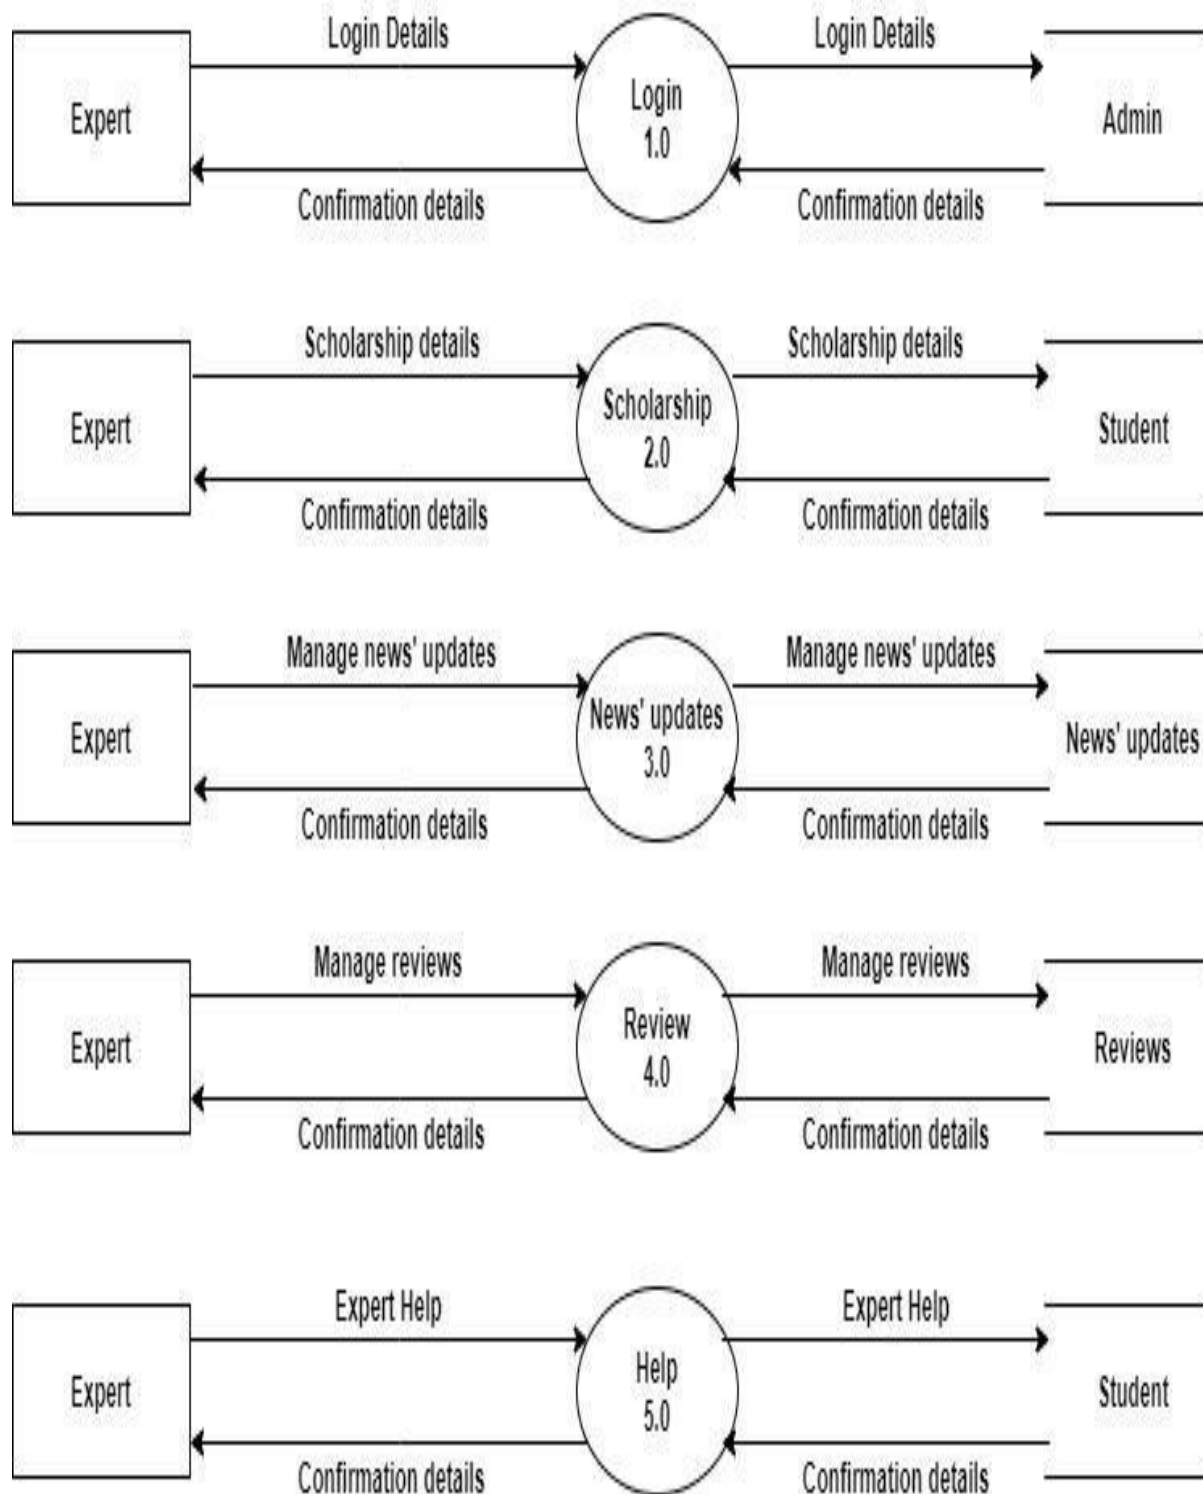 Login Details
Login Details
Expert
Login
1.0
Admin
Confirmation details
Confirmation details
Scholarship details
Scholarship details
Expert
Scholarship
2.0
Student
Confirmation details
Confirmation details
Manage news' updates
Manage news' updates
Expert
News' updates
3.0
News' updates
Confirmation details
Confirmation details
Manage reviews
Manage reviews
Expert
Review
4.0
Reviews
Confirmation details
Confirmation details
Expert Help
Expert Help
Expert
Help
5.0
Student
Confirmation details
Confirmation details